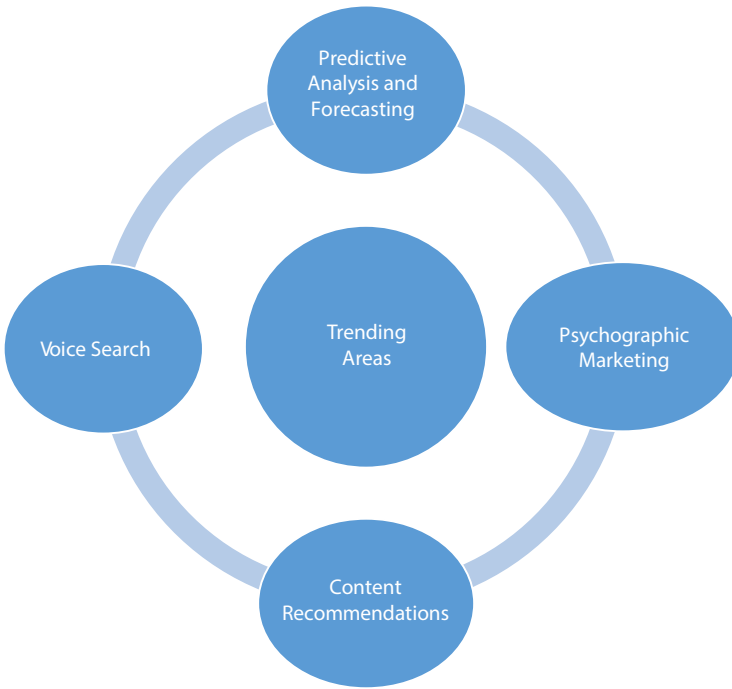 Predictive
Analysis and
Forecasting
Voice Search
Trending
Areas
Psychographic
Marketing
Content
Recommendations